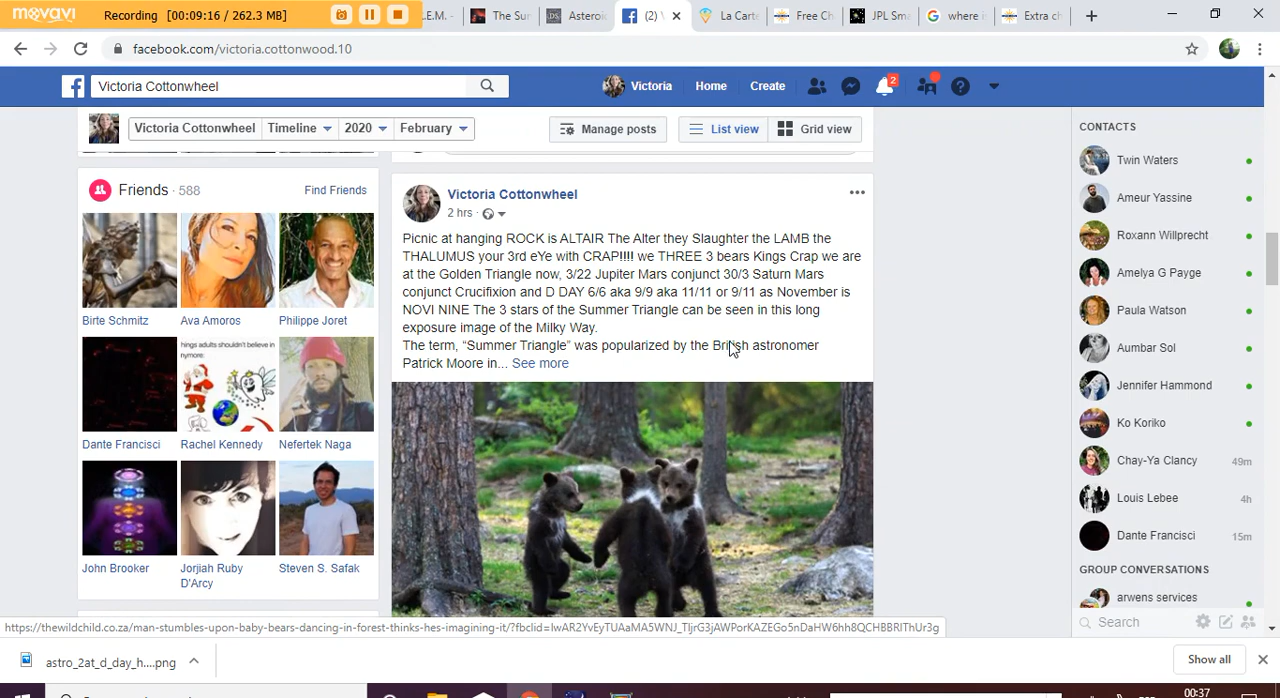 movavi
Recording [00:09:16 / 262.3 MB]
.E.M. -
The Sur
Asteroi
(2) V
La Carte
Free Ch
JPL Sma
where i
Extra ch
facebook.com/victoria.cottonwood.10
Victoria Cottonwheel
Victoria
Home
Create
2
Victoria Cottonwheel
Timeline
2020
February
Manage posts
List view
Grid view
Friends · 588
Find Friends
Birte Schmitz
Ava Amoros
Philippe Joret
hings adults shouldn't believe in
nymore:
Dante Francisci
Rachel Kennedy
Nefertek Naga
John Brooker
Jorjiah Ruby
D'Arcy
Steven S. Safak
Victoria Cottonwheel
2 hrs ·
Picnic at hanging ROCK is ALTAIR The Alter they Slaughter the LAMB the
THALUMUS your 3rd eYe with CRAP!!!! we THREE 3 bears Kings Crap we are
at the Golden Triangle now, 3/22 Jupiter Mars conjunct 30/3 Saturn Mars
conjunct Crucifixion and D DAY 6/6 aka 9/9 aka 11/11 or 9/11 as November is
NOVI NINE The 3 stars of the Summer Triangle can be seen in this long
exposure image of the Milky Way.
The term, “Summer Triangle” was popularized by the British astronomer
Patrick Moore in... See more
CONTACTS
Twin Waters
Ameur Yassine
Roxann Willprecht
Amelya G Payge
Paula Watson
Aumbar Sol
Jennifer Hammond
Ko Koriko
Chay-Ya Clancy 49m
Louis Lebee 4h
Dante Francisci 15m
GROUP CONVERSATIONS
arwens services
Search
https://thewildchild.co.za/man-stumbles-upon-baby-bears-dancing-in-forest-thinks-hes-imagining-it/?fbclid=IwAR2YvEyTUAaMA5WNJ_TIjrG3jAWPorKAZEGo5nDaHW6hh8QCHBBRIThUr3g
astro_2at_d_day_h....png
Show all
00:37